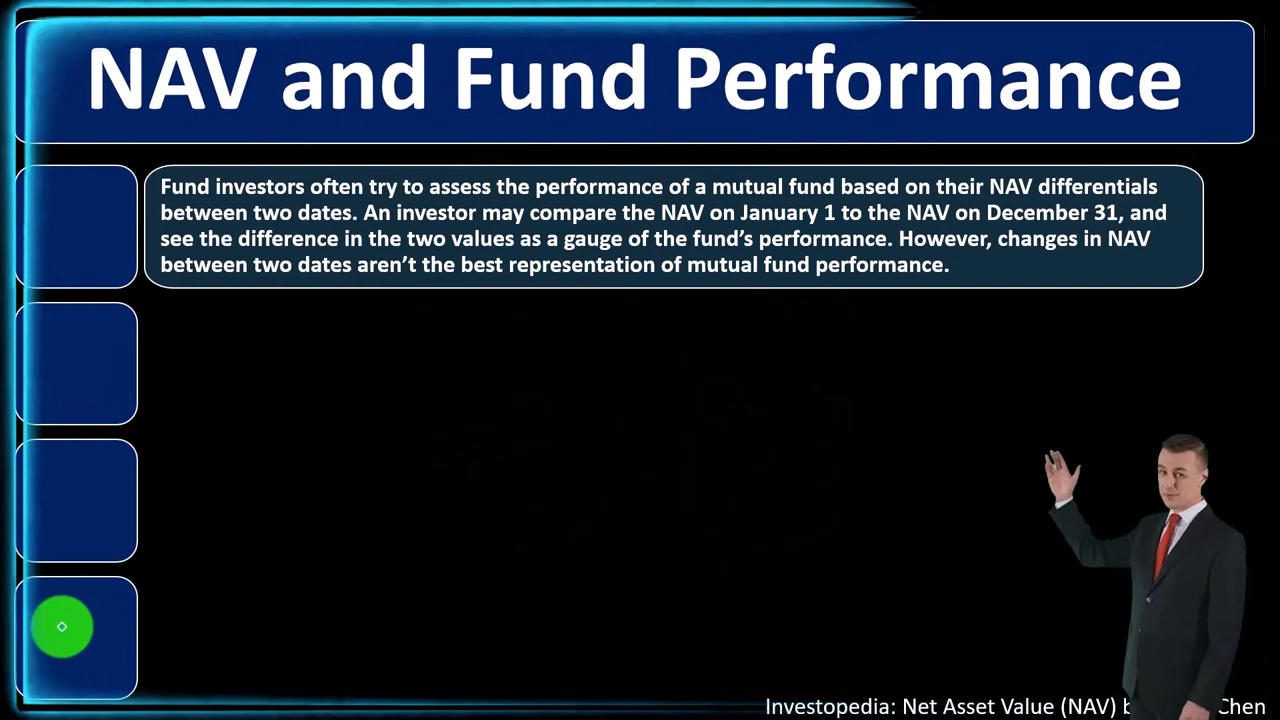 NAV and Fund Performance
Fund investors often try to assess the performance of a mutual fund based on their NAV differentials
between two dates. An investor may compare the NAV on January 1 to the NAV on December 31, and
see the difference in the two values as a gauge of the fund’s performance. However, changes in NAV
between two dates aren’t the best representation of mutual fund performance.
Investopedia: Net Asset Value (NAV) Chen